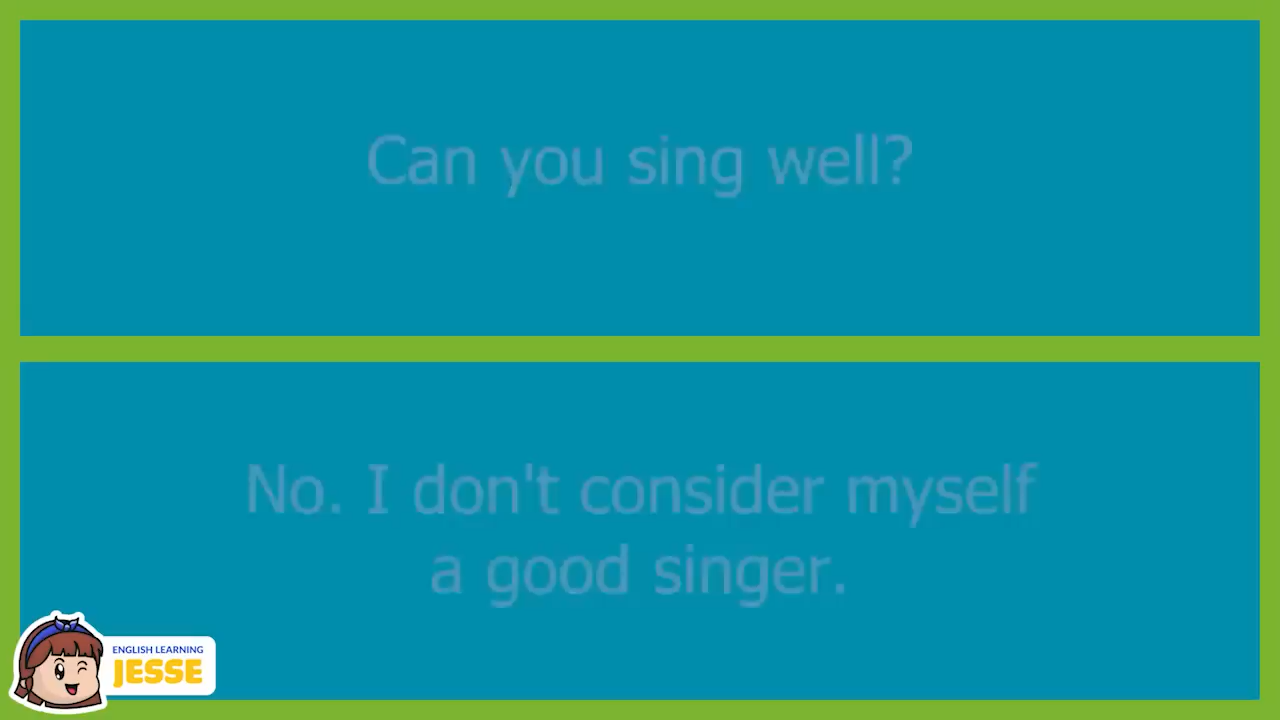 Can you sing well?
No. I don't consider myself
a good singer.
ENGLISH LEARNING
JESSE